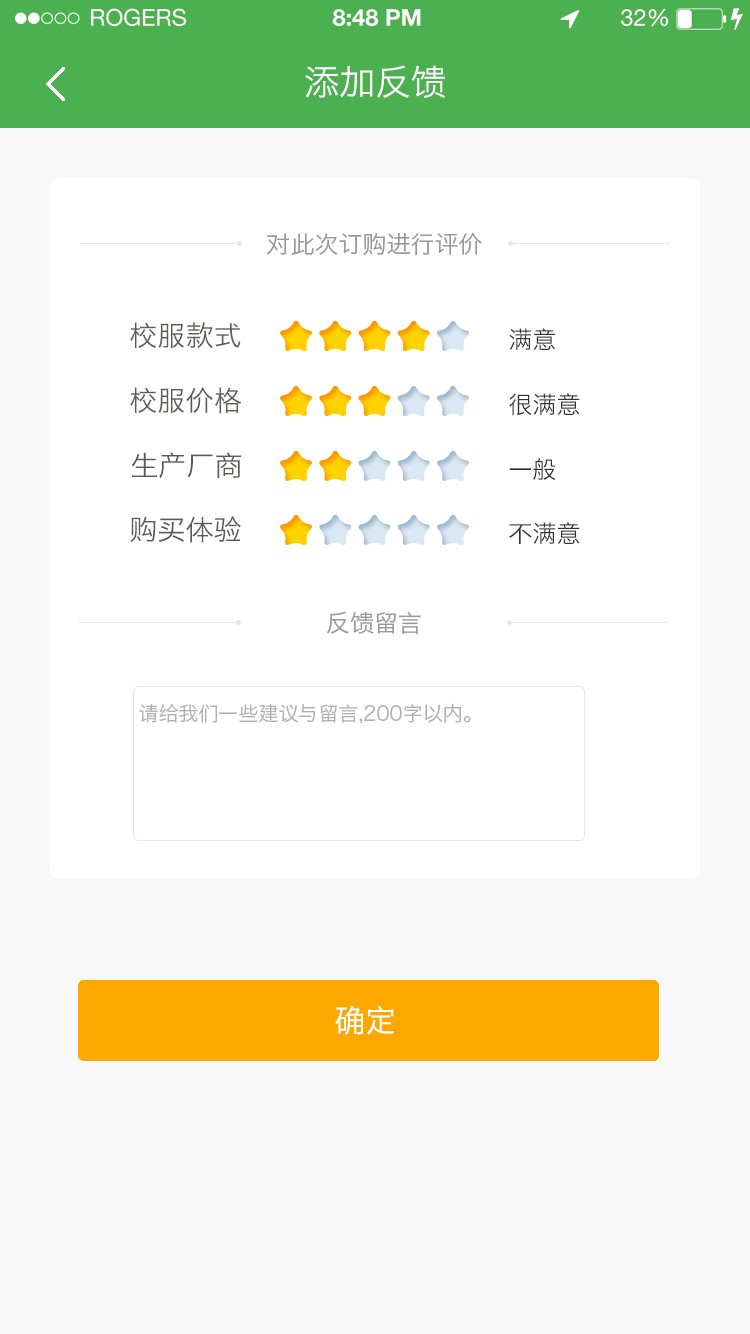 ROGERS 8:48 PM 32%
添加反馈
对此次订购进行评价
校服款式 满意
校服价格 很满意
生产厂商 一般
购买体验 不满意
反馈留言
请给我们一些建议与留言,200字以内。
确定